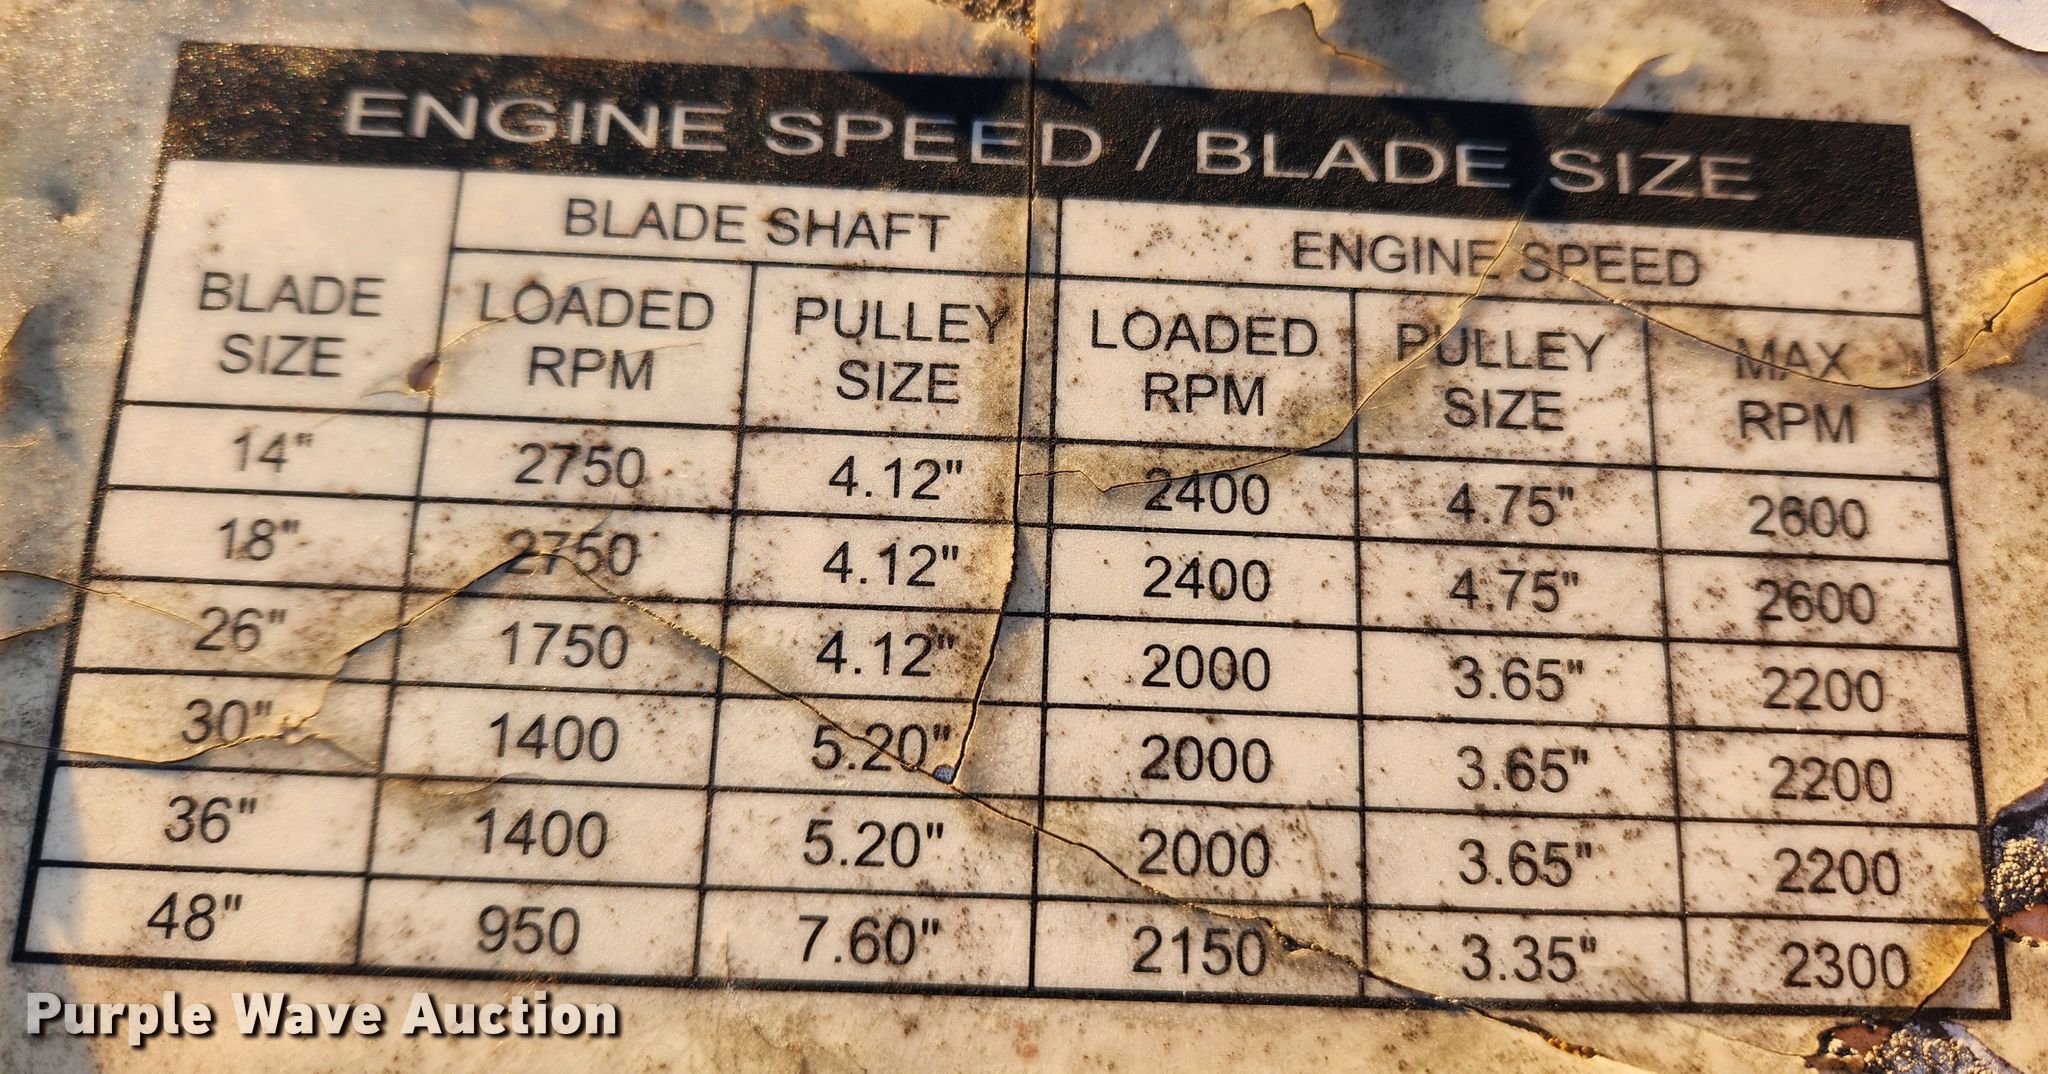 ENGINE SPEED / BLADE SIZE
BLADE SHAFT ENGINE SPEED
BLADE SIZE LOADED RPM PULLEY SIZE LOADED RPM PULLEY SIZE MAX RPM
14" 2750 4.12" 2400 4.75" 2600
18" 2750 4.12" 2400 4.75" 2600
26" 1750 4.12" 2000 3.65" 2200
30" 1400 5.20" 2000 3.65" 2200
36" 1400 5.20" 2000 3.65" 2200
48" 950 7.60" 2150 3.35" 2300
Purple Wave Auction